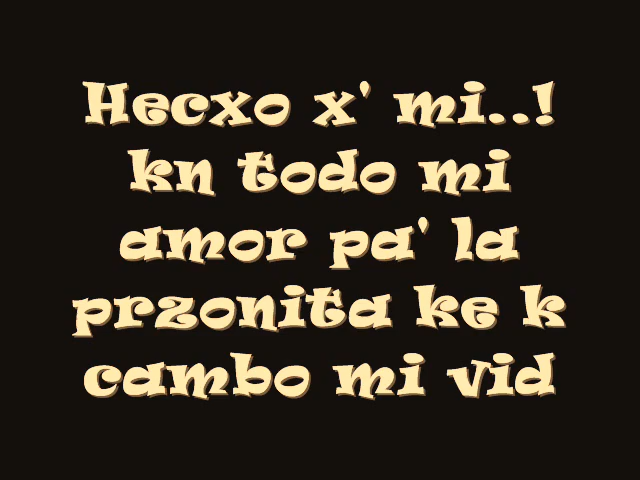 Hecxo x' mi..!
kn todo mi
amor pa' la
przonita ke k
cambo mi vid